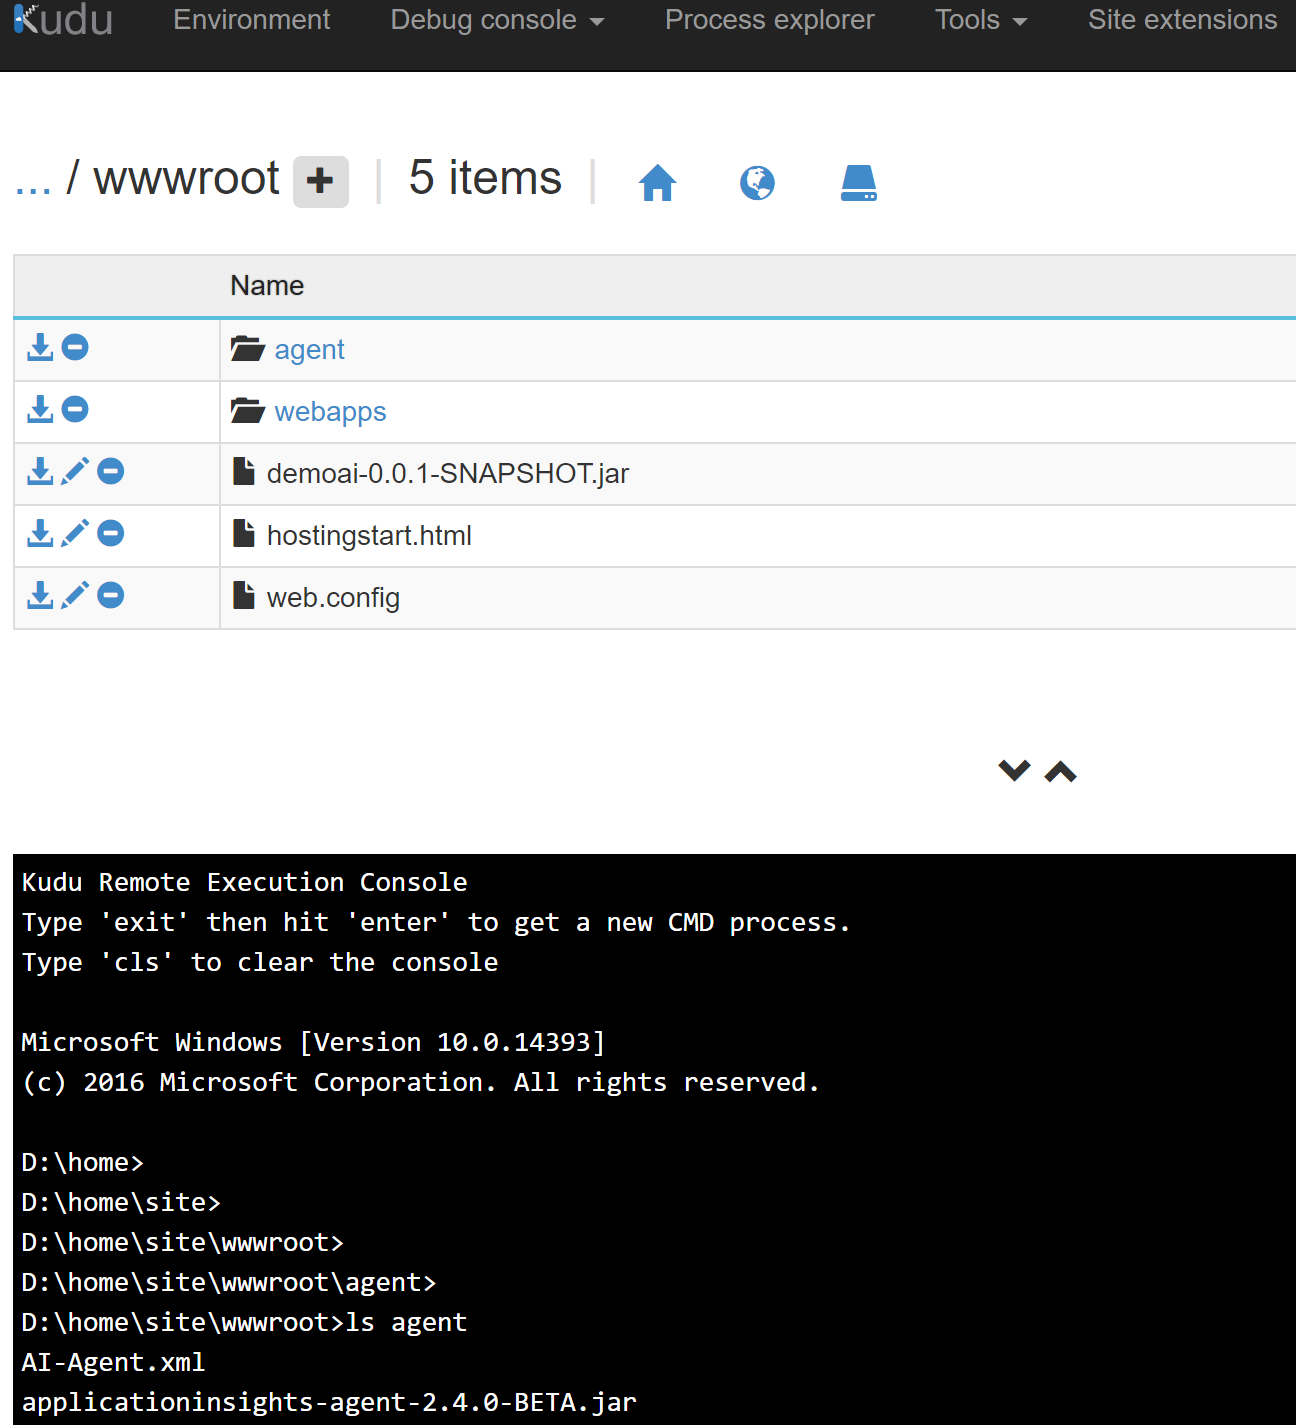 Kudu Environment Debug console Process explorer Tools Site extensions
... / wwwroot | 5 items |
Name
agent
webapps
demoai-0.0.1-SNAPSHOT.jar
hostingstart.html
web.config
Kudu Remote Execution Console
Type 'exit' then hit 'enter' to get a new CMD process.
Type 'cls' to clear the console
Microsoft Windows [Version 10.0.14393]
(c) 2016 Microsoft Corporation. All rights reserved.
D:\home>
D:\home\site>
D:\home\site\wwwroot>
D:\home\site\wwwroot\agent>
D:\home\site\wwwroot>ls agent
AI-Agent.xml
applicationinsights-agent-2.4.0-BETA.jar